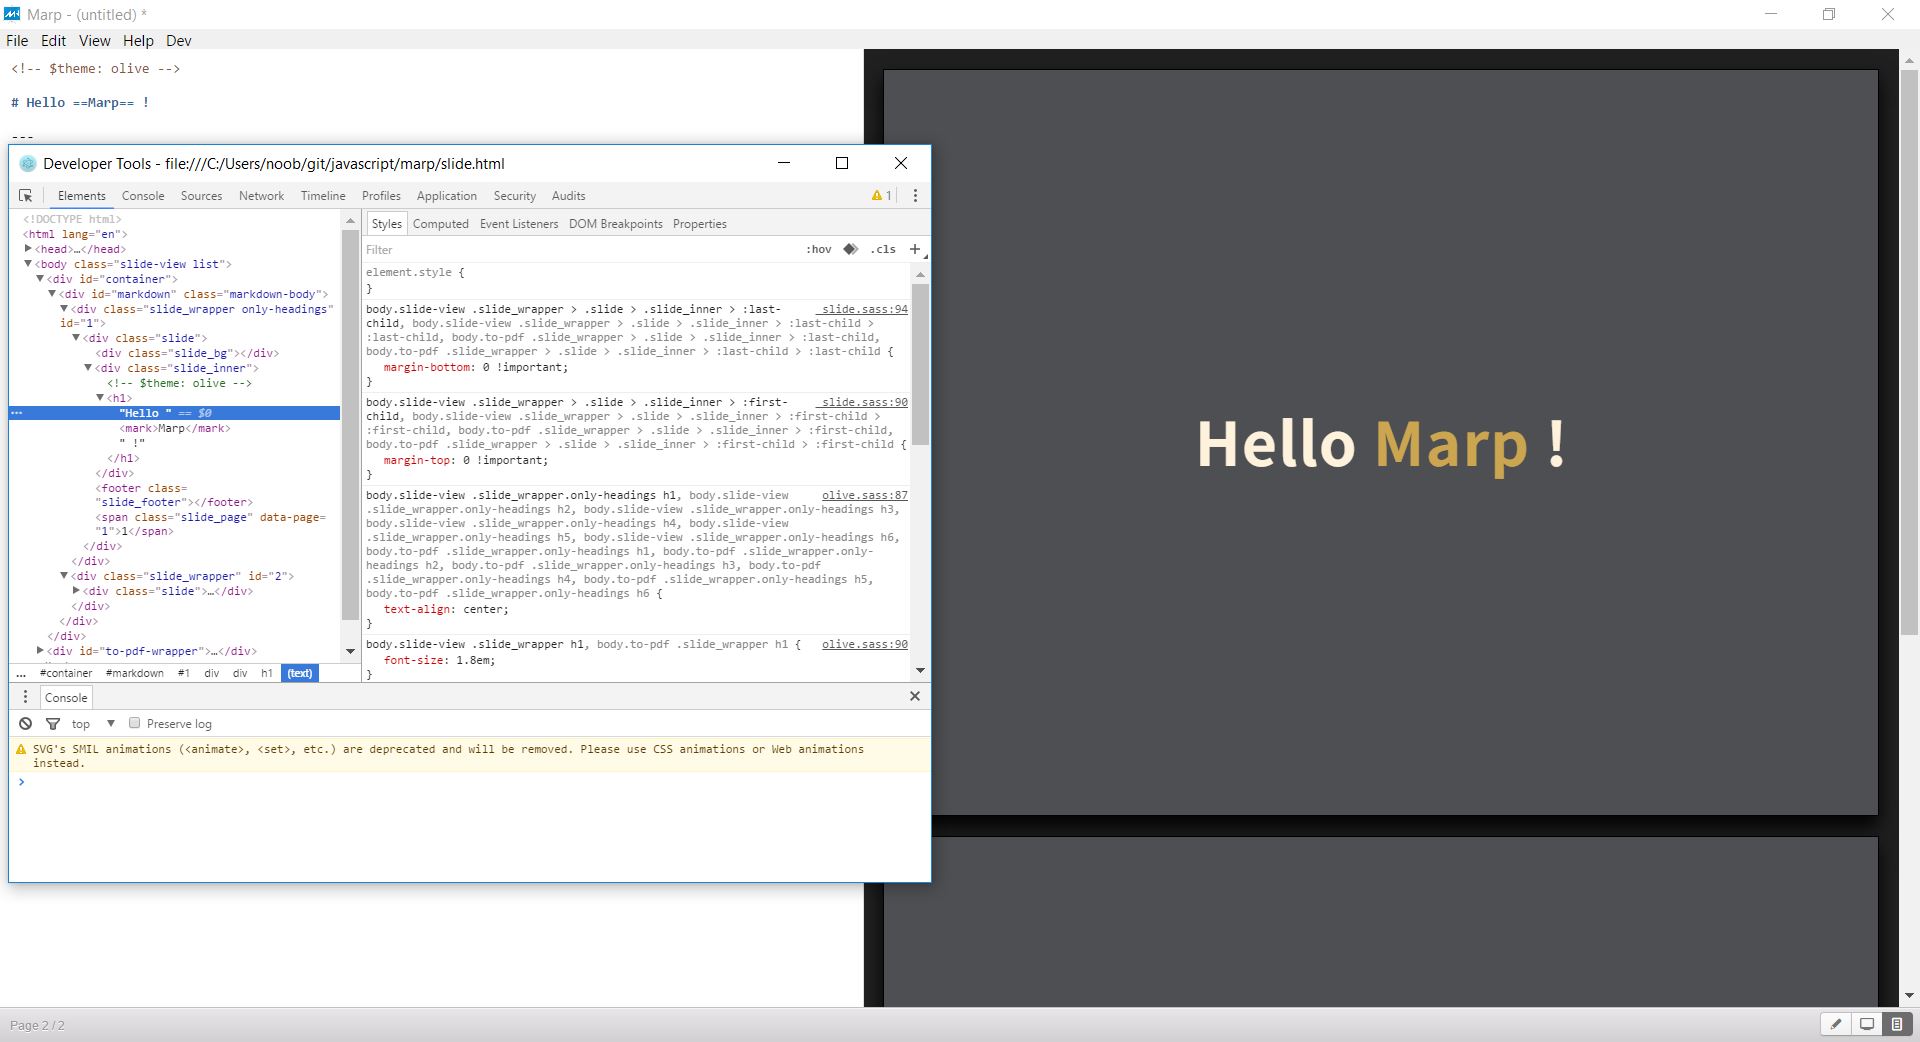 Marp - (untitled) *
File Edit View Help Dev
<!-- $theme: olive -->
# Hello ==Marp== !
---
Developer Tools - file:///C:/Users/noob/git/javascript/marp/slide.html
Elements Console Sources Network Timeline Profiles Application Security Audits 1
<!DOCTYPE html>
<html lang="en">
<head>…</head>
<body class="slide-view list">
<div id="container">
<div id="markdown" class="markdown-body">
<div class="slide_wrapper only-headings"
id="1">
<div class="slide">
<div class="slide_bg"></div>
<div class="slide_inner">
<!-- $theme: olive -->
<h1>
"Hello " == $0
<mark>Marp</mark>
" !"
</h1>
</div>
<footer class=
"slide_footer"></footer>
<span class="slide_page" data-page=
"1">1</span>
</div>
</div>
<div class="slide_wrapper" id="2">
<div class="slide">…</div>
</div>
</div>
</div>
<div id="to-pdf-wrapper">…</div>
... #container #markdown #1 div div h1 (text)
Styles Computed Event Listeners DOM Breakpoints Properties
Filter :hov .cls +
element.style {
}
body.slide-view .slide_wrapper > .slide > .slide_inner > :last- slide.sass:94
child, body.slide-view .slide_wrapper > .slide > .slide_inner > :last-child >
:last-child, body.to-pdf .slide_wrapper > .slide > .slide_inner > :last-child,
body.to-pdf .slide_wrapper > .slide > .slide_inner > :last-child > :last-child {
margin-bottom: 0 !important;
}
body.slide-view .slide_wrapper > .slide > .slide_inner > :first- slide.sass:90
child, body.slide-view .slide_wrapper > .slide > .slide_inner > :first-child >
:first-child, body.to-pdf .slide_wrapper > .slide > .slide_inner > :first-child,
body.to-pdf .slide_wrapper > .slide > .slide_inner > :first-child > :first-child {
margin-top: 0 !important;
}
body.slide-view .slide_wrapper.only-headings h1, body.slide-view olive.sass:87
.slide_wrapper.only-headings h2, body.slide-view .slide_wrapper.only-headings h3,
body.slide-view .slide_wrapper.only-headings h4, body.slide-view
.slide_wrapper.only-headings h5, body.slide-view .slide_wrapper.only-headings h6,
body.to-pdf .slide_wrapper.only-headings h1, body.to-pdf .slide_wrapper.only-
headings h2, body.to-pdf .slide_wrapper.only-headings h3, body.to-pdf
.slide_wrapper.only-headings h4, body.to-pdf .slide_wrapper.only-headings h5,
body.to-pdf .slide_wrapper.only-headings h6 {
text-align: center;
}
body.slide-view .slide_wrapper h1, body.to-pdf .slide_wrapper h1 { olive.sass:90
font-size: 1.8em;
}
Console
top Preserve log
SVG's SMIL animations (<animate>, <set>, etc.) are deprecated and will be removed. Please use CSS animations or Web animations
instead.
>
Hello Marp !
Page 2 / 2